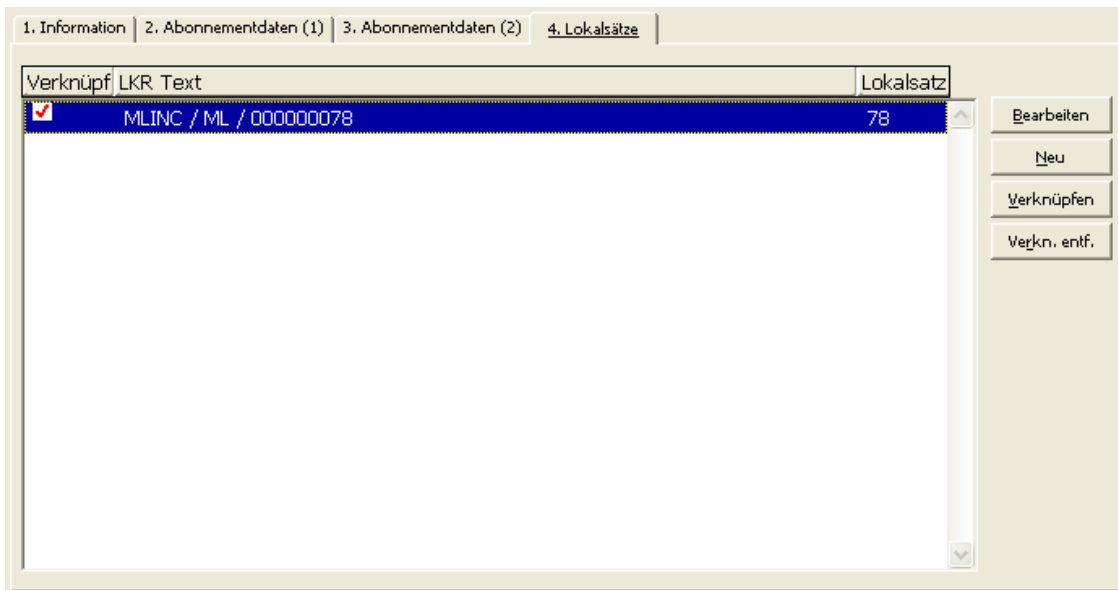 1. Information 2. Abonnementdaten (1) 3. Abonnementdaten (2) 4. Lokalsätze
Verknüpf LKR Text Lokalsatz
MLINC / ML / 000000078 78
Bearbeiten
Neu
Verknüpfen
Verkn. entf.